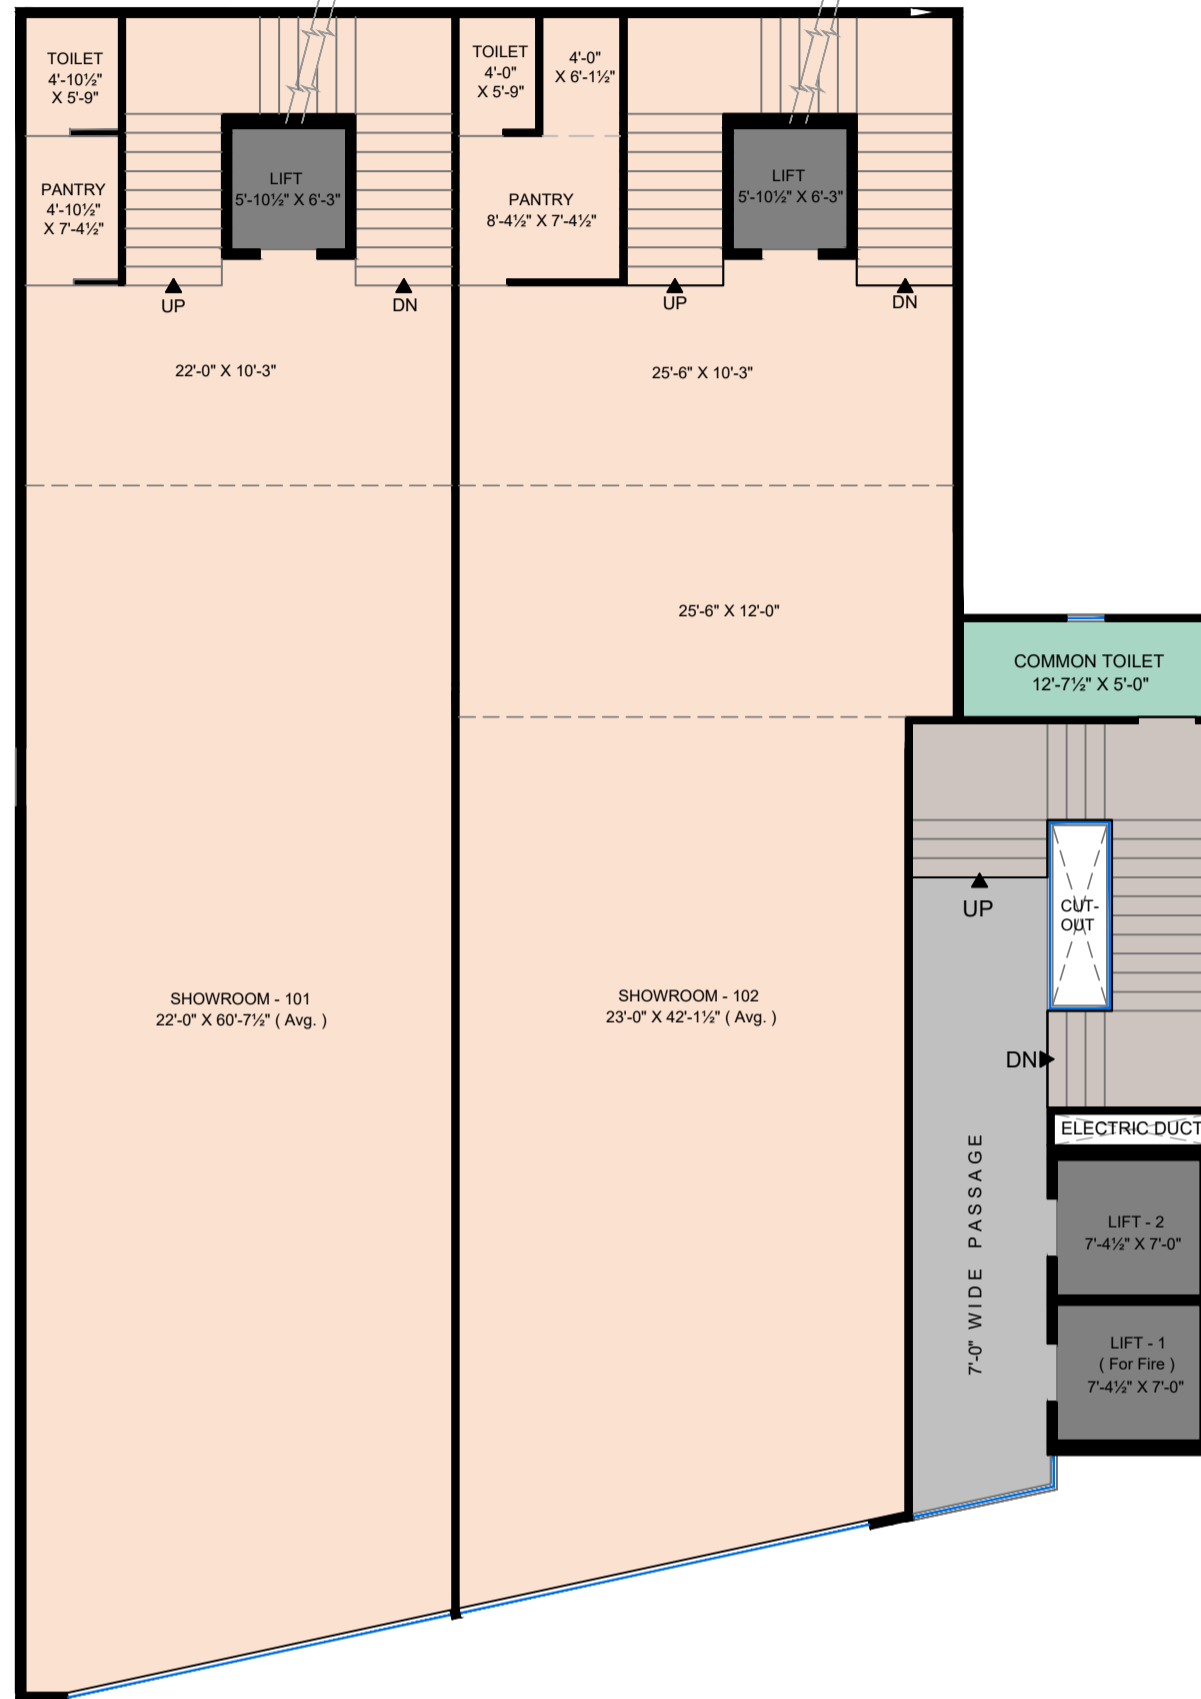 TOILET
4'-10½"
X 5'-9"
TOILET
4'-0"
X 5'-9"
4'-0"
X 6'-1½"
LIFT
5'-10½" X 6'-3"
LIFT
5'-10½" X 6'-3"
PANTRY
4'-10½"
X 7'-4½"
PANTRY
8'-4½" X 7'-4½"
UP
DN
UP
DN
22'-0" X 10'-3"
25'-6" X 10'-3"
25'-6" X 12'-0"
COMMON TOILET
12'-7½" X 5'-0"
UP
CUT-
OUT
SHOWROOM - 101
22'-0" X 60'-7½" ( Avg. )
SHOWROOM - 102
23'-0" X 42'-1½" ( Avg. )
DN
ELECTRIC DUCT
7'-0" WIDE PASSAGE
LIFT - 2
7'-4½" X 7'-0"
LIFT - 1
( For Fire )
7'-4½" X 7'-0"